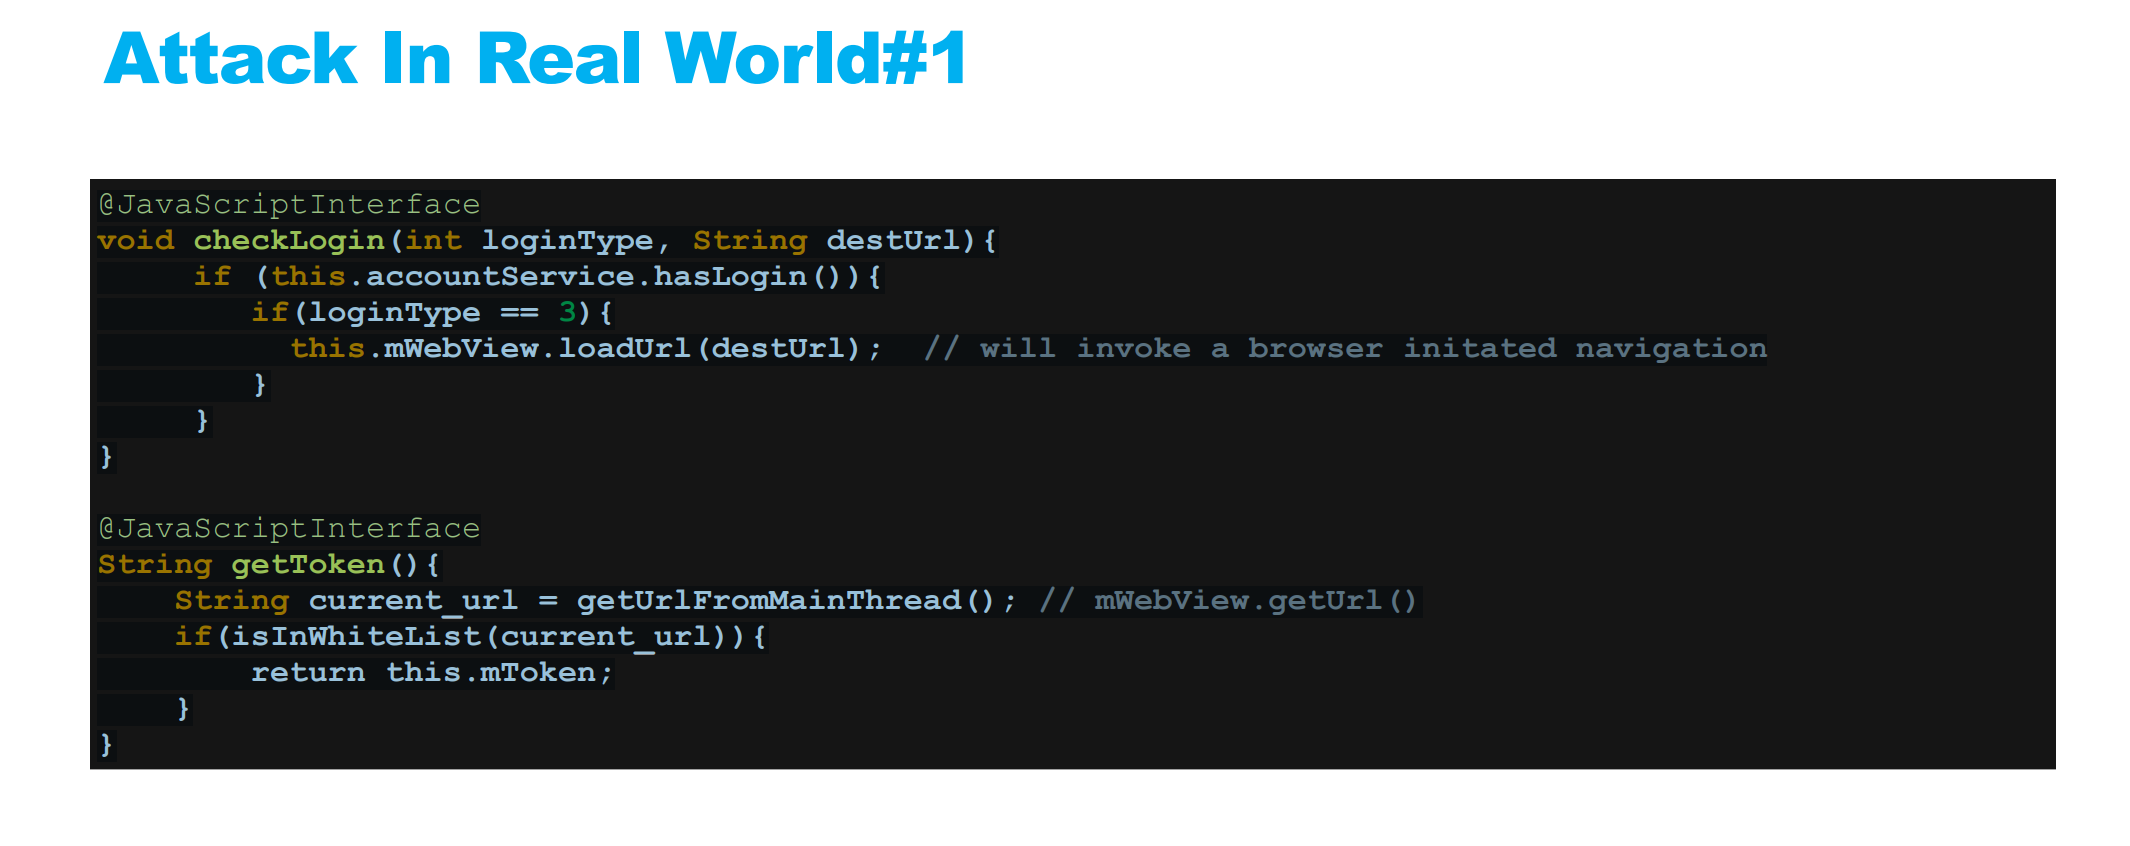 Attack In Real World#1
@JavaScriptInterface
void checkLogin(int loginType, String destUrl){
if (this.accountService.hasLogin()){
if(loginType == 3){
this.mWebView.loadUrl(destUrl);  // will invoke a browser initated navigation
}
}
}
@JavaScriptInterface
String getToken(){
String current_url = getUrlFromMainThread(); // mWebView.getUrl()
if(isInWhiteList(current_url)){
return this.mToken;
}
}